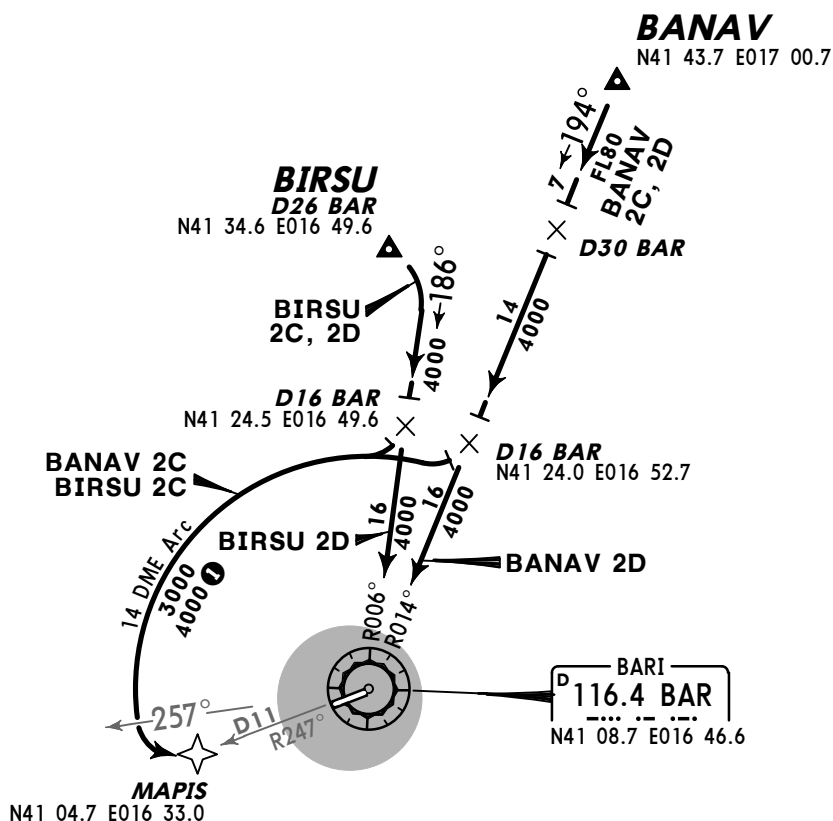 BANAV
N41 43.7 E017 00.7
194°
7
FL80
BANAV
2C, 2D
BIRSU
D26 BAR
N41 34.6 E016 49.6
D30 BAR
186°
BIRSU
2C, 2D
4000
14
4000
D16 BAR
N41 24.5 E016 49.6
D16 BAR
N41 24.0 E016 52.7
BANAV 2C
BIRSU 2C
16
4000
16
4000
BIRSU 2D
BANAV 2D
14 DME Arc
3000
4000 1
R006°
R014°
BARI
D 116.4 BAR
N41 08.7 E016 46.6
257°
D11
R247°
MAPIS
N41 04.7 E016 33.0